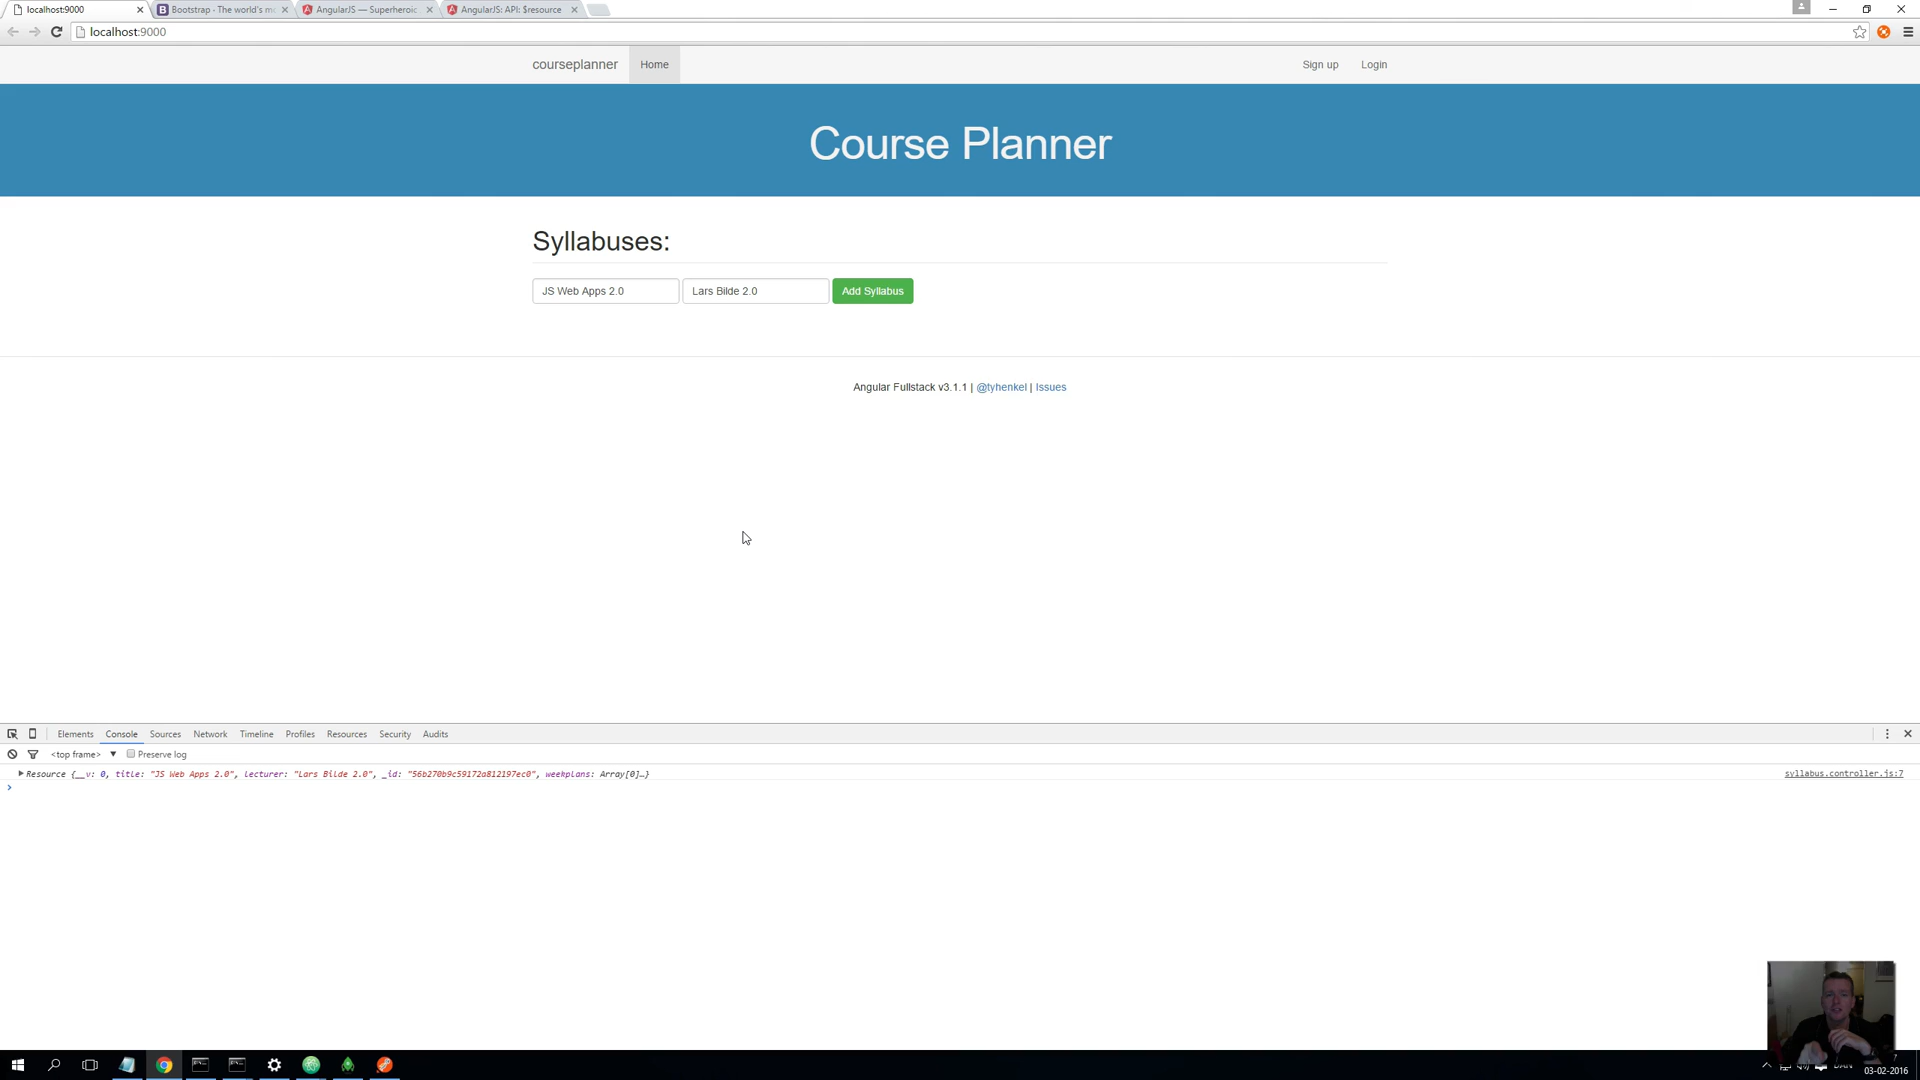 localhost:9000
Bootstrap · The world's mo
AngularJS — Superheroic
AngularJS: API: $resource
localhost:9000
courseplanner
Home
Sign up
Login
Course Planner
Syllabuses:
JS Web Apps 2.0
Lars Bilde 2.0
Add Syllabus
Angular Fullstack v3.1.1 | @tyhenkel | Issues
Elements
Console
Sources
Network
Timeline
Profiles
Resources
Security
Audits
<top frame>
Preserve log
Resource {__v: 0, title: "JS Web Apps 2.0", lecturer: "Lars Bilde 2.0", _id: "56b270b9c59172a812197ec0", weekplans: Array[0]…}
syllabus.controller.js:7
03-02-2016